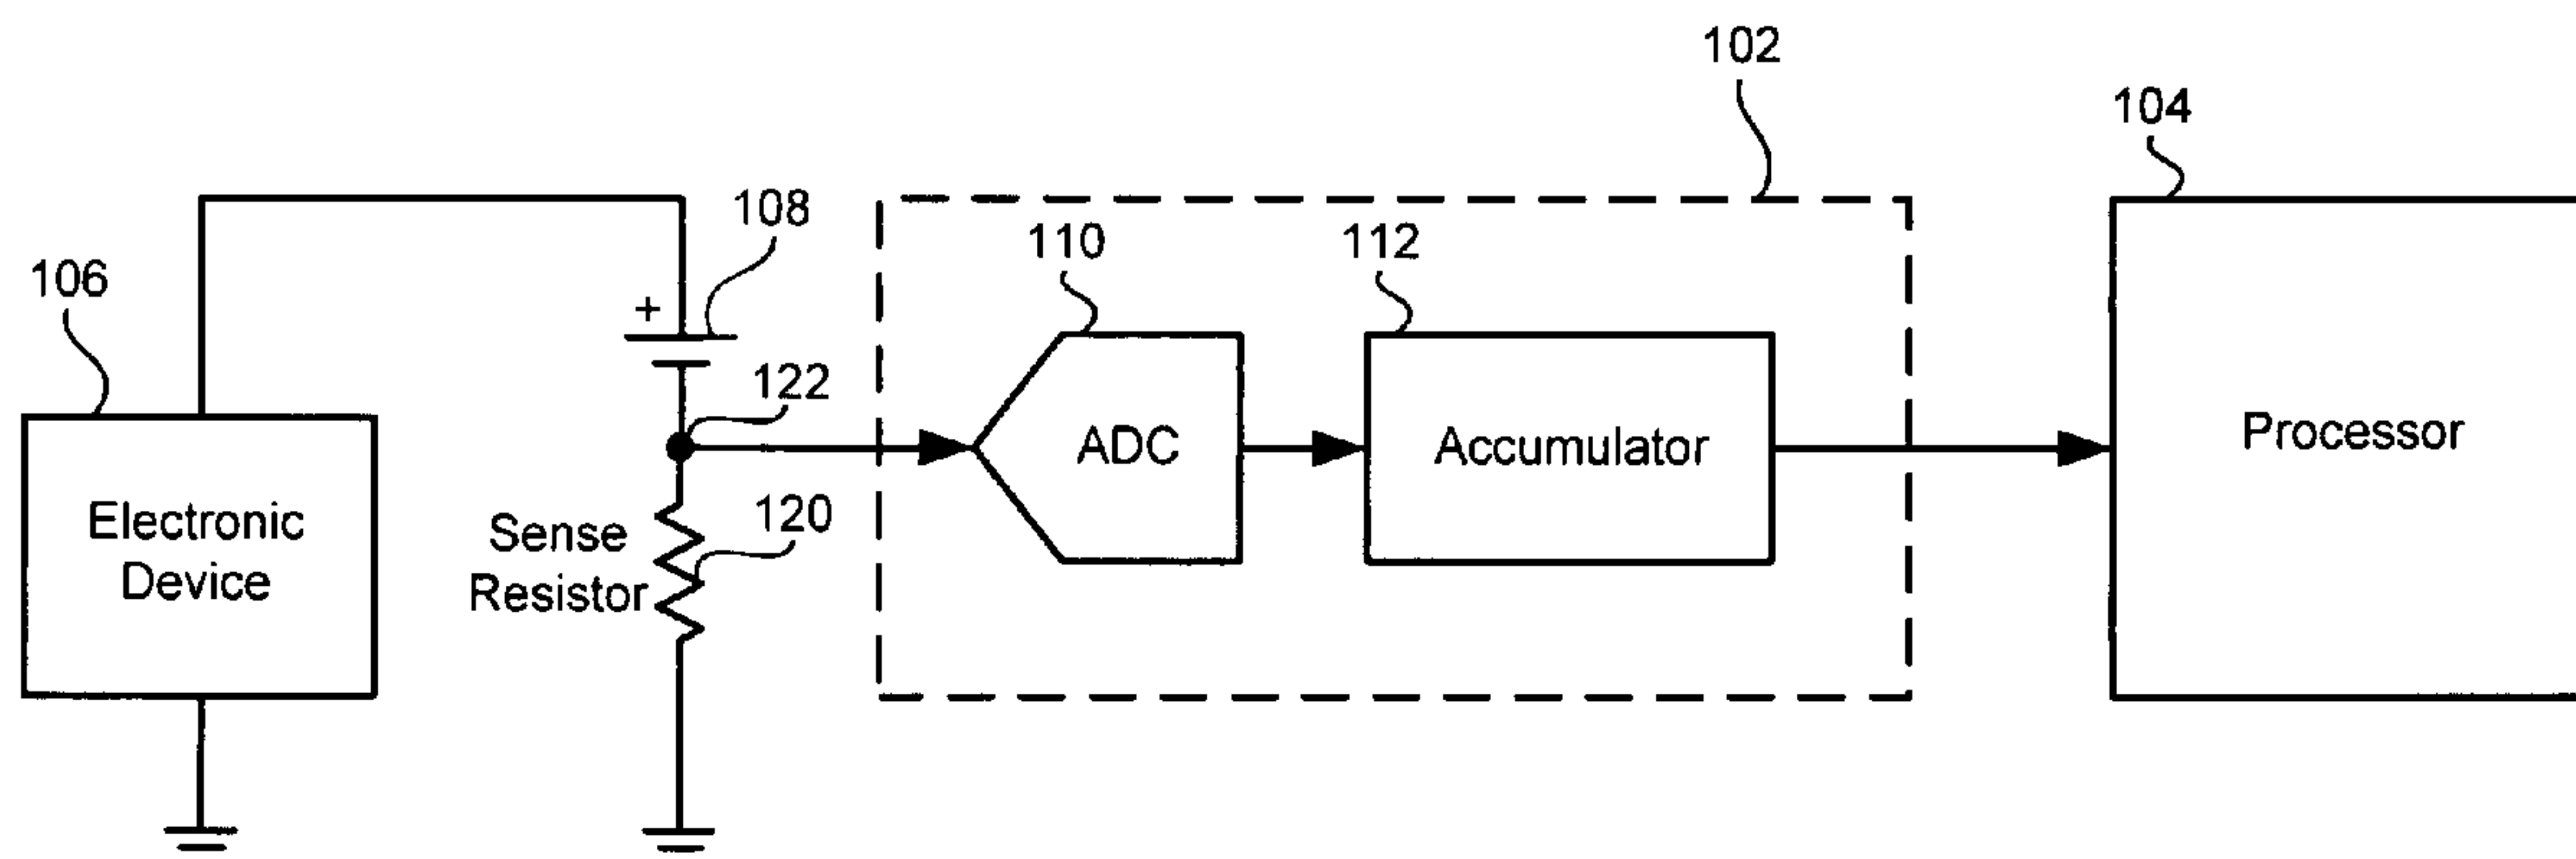 102
104
108
110
112
106
+
122
ADC
Accumulator
Processor
Electronic
Device
Sense
Resistor
120